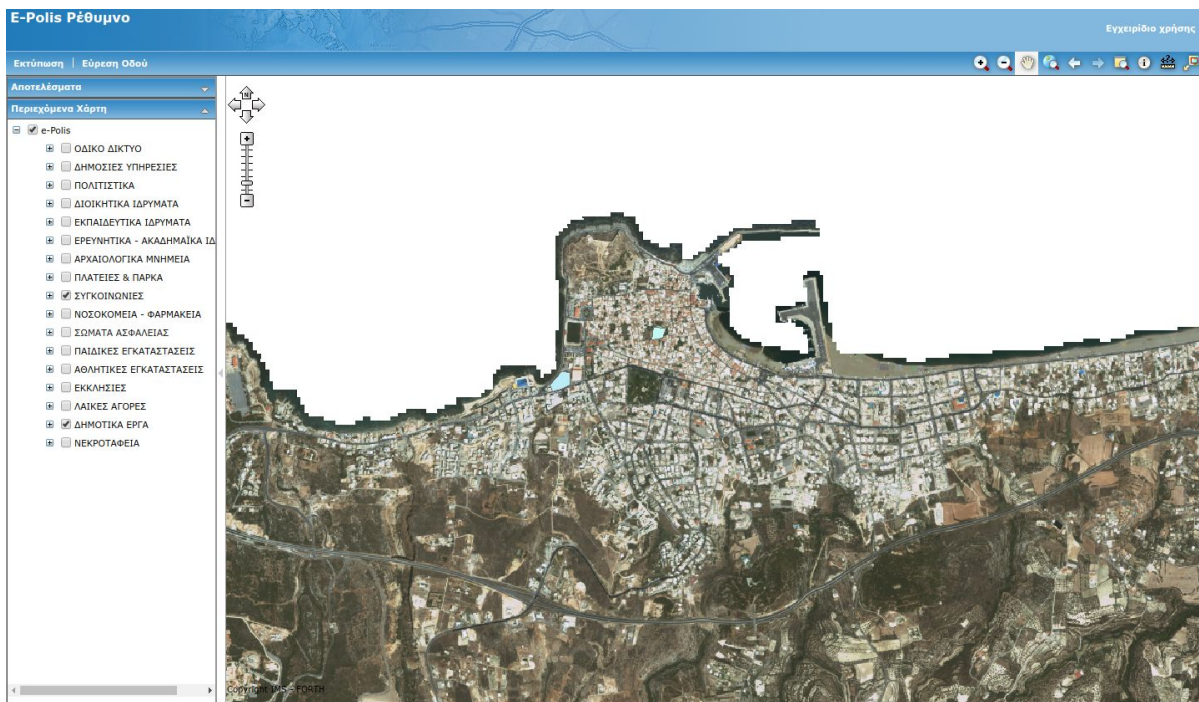 E-Polis Ρέθυμνο
Εγχειρίδιο χρήσης
Εκτύπωση | Εύρεση Οδού
Αποτελέσματα
Περιεχόμενα Χάρτη
e-Polis
ΟΔΙΚΟ ΔΙΚΤΥΟ
ΔΗΜΟΣΙΕΣ ΥΠΗΡΕΣΙΕΣ
ΠΟΛΙΤΙΣΤΙΚΑ
ΔΙΟΙΚΗΤΙΚΑ ΙΔΡΥΜΑΤΑ
ΕΚΠΑΙΔΕΥΤΙΚΑ ΙΔΡΥΜΑΤΑ
ΕΡΕΥΝΗΤΙΚΑ - ΑΚΑΔΗΜΑΪΚΑ ΙΔ
ΑΡΧΑΙΟΛΟΓΙΚΑ ΜΝΗΜΕΙΑ
ΠΛΑΤΕΙΕΣ & ΠΑΡΚΑ
ΣΥΓΚΟΙΝΩΝΙΕΣ
ΝΟΣΟΚΟΜΕΙΑ - ΦΑΡΜΑΚΕΙΑ
ΣΩΜΑΤΑ ΑΣΦΑΛΕΙΑΣ
ΠΑΙΔΙΚΕΣ ΕΓΚΑΤΑΣΤΑΣΕΙΣ
ΑΘΛΗΤΙΚΕΣ ΕΓΚΑΤΑΣΤΑΣΕΙΣ
ΕΚΚΛΗΣΙΕΣ
ΛΑΙΚΕΣ ΑΓΟΡΕΣ
ΔΗΜΟΤΙΚΑ ΕΡΓΑ
ΝΕΚΡΟΤΑΦΕΙΑ
N
Copyright IMS - FORTH